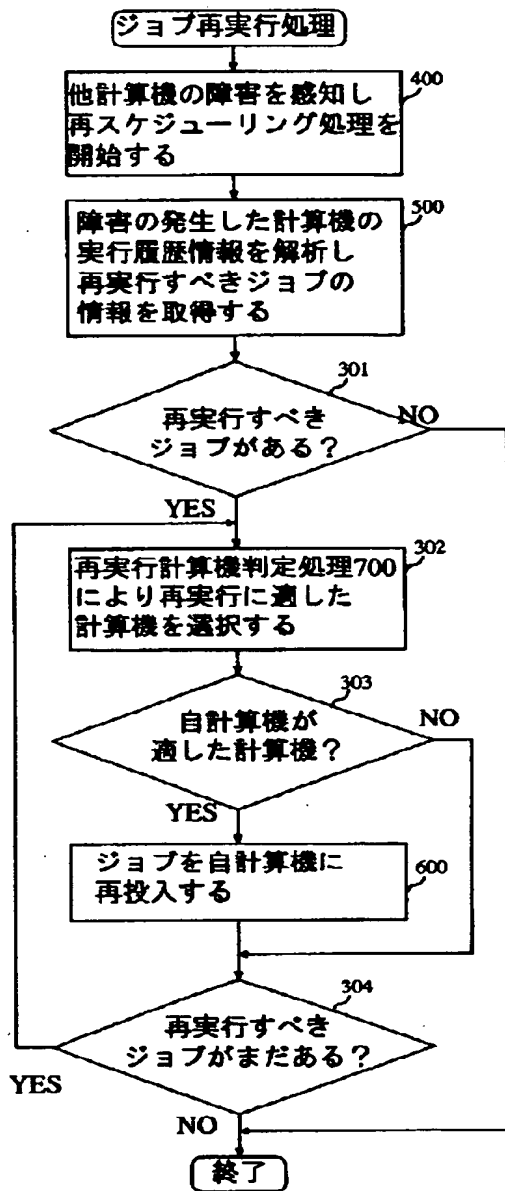 ジョブ再実行処理
400
他計算機の障害を感知し
再スケジューリング処理を
開始する
500
障害の発生した計算機の
実行履歴情報を解析し
再実行すべきジョブの
情報を取得する
301
再実行すべき
ジョブがある?
NO
YES
302
再実行計算機判定処理700
により再実行に適した
計算機を選択する
303
自計算機が
適した計算機?
NO
YES
ジョブを自計算機に
再投入する
600
304
再実行すべき
ジョブがまだある?
YES
NO
終了